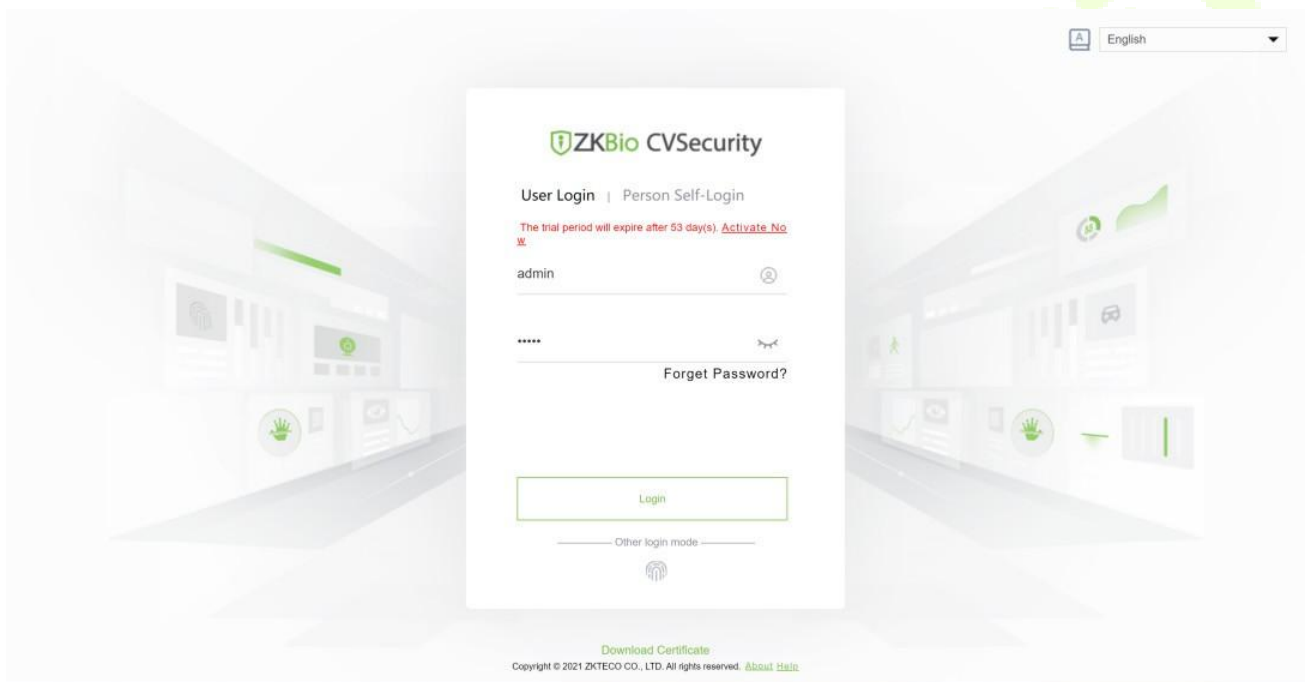 A English
ZKBio CVSecurity
User Login | Person Self-Login
The trial period will expire after 53 day(s). Activate No
w
admin
•••••
Forget Password?
Login
Other login mode
Download Certificate
Copyright © 2021 ZKTECO CO., LTD. All rights reserved. About Help